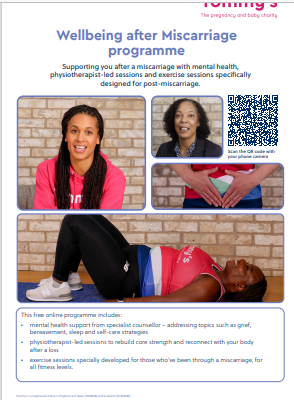 Tommy's
The pregnancy and baby charity
Wellbeing after Miscarriage
programme
Supporting you after a miscarriage with mental health,
physiotherapist-led sessions and exercise sessions specifically
designed for post-miscarriage.
Scan the QR code with
your phone camera
This free online programme includes:
• mental health support from specialist counsellor – addressing topics such as grief,
bereavement, sleep and self-care strategies
• physiotherapist-led sessions to rebuild core strength and reconnect with your body
after a loss
• exercise sessions specially developed for those who've been through a miscarriage, for
all fitness levels.